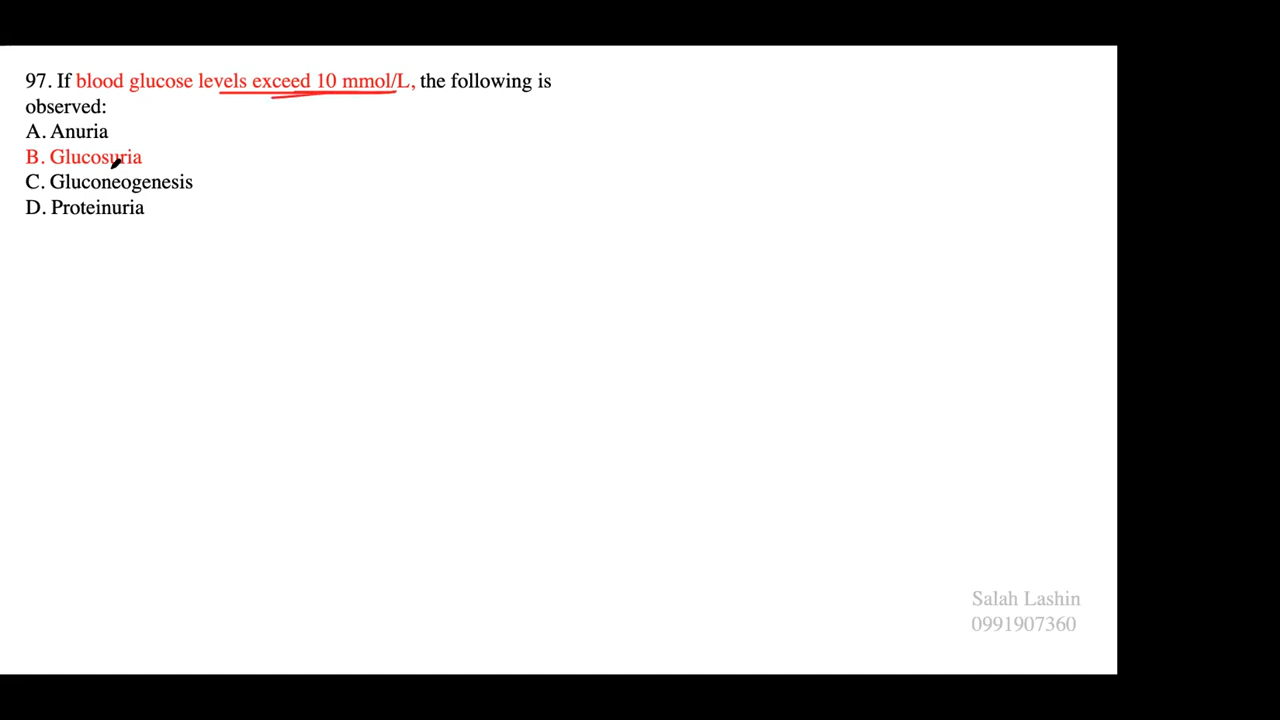 97. If blood glucose levels exceed 10 mmol/L, the following is
observed:
A. Anuria
B. Glucosuria
C. Gluconeogenesis
D. Proteinuria
Salah Lashin
0991907360